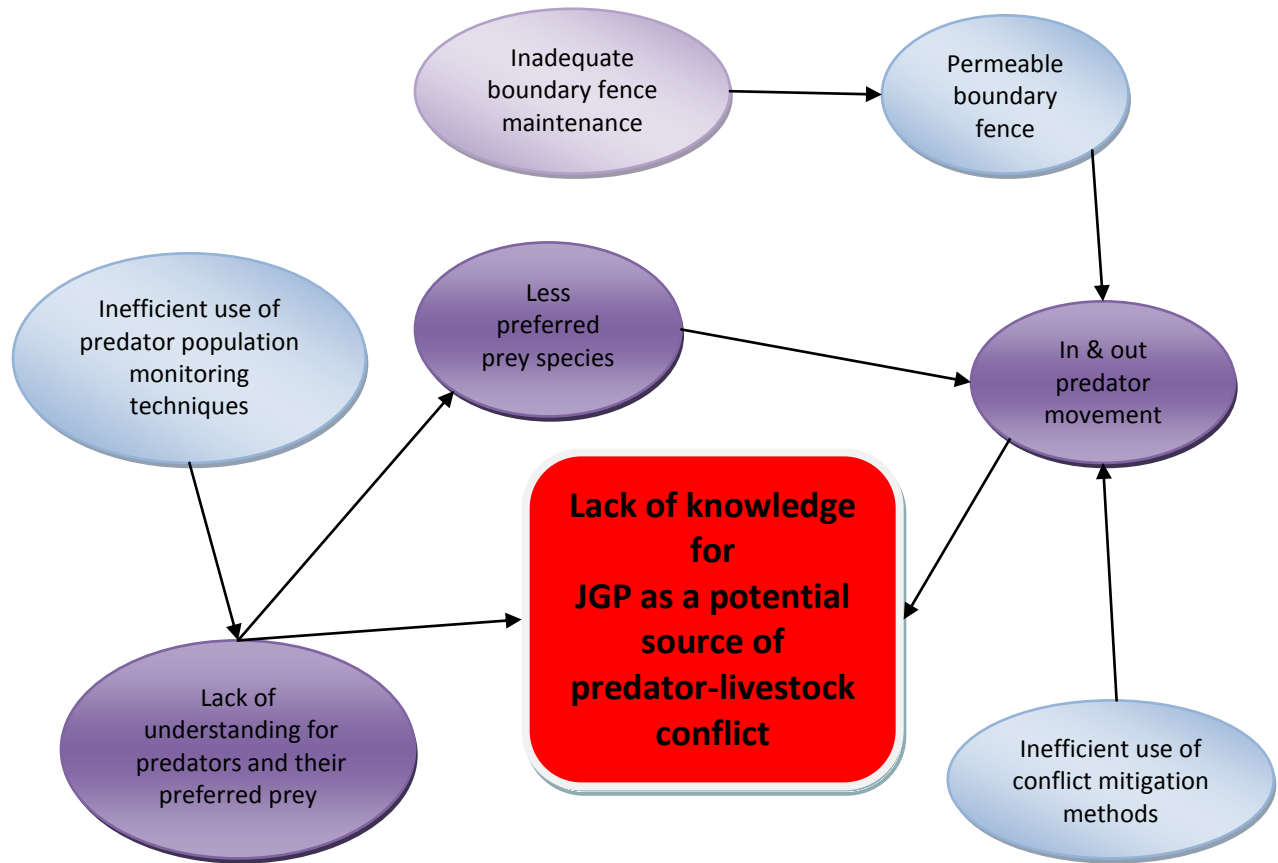 Inadequate
boundary fence
maintenance
Permeable
boundary
fence
Inefficient use of
predator population
monitoring
techniques
Less
preferred
prey species
In & out
predator
movement
Lack of knowledge
for
JGP as a potential
source of
predator-livestock
conflict
Lack of
understanding for
predators and their
preferred prey
Inefficient use of
conflict mitigation
methods